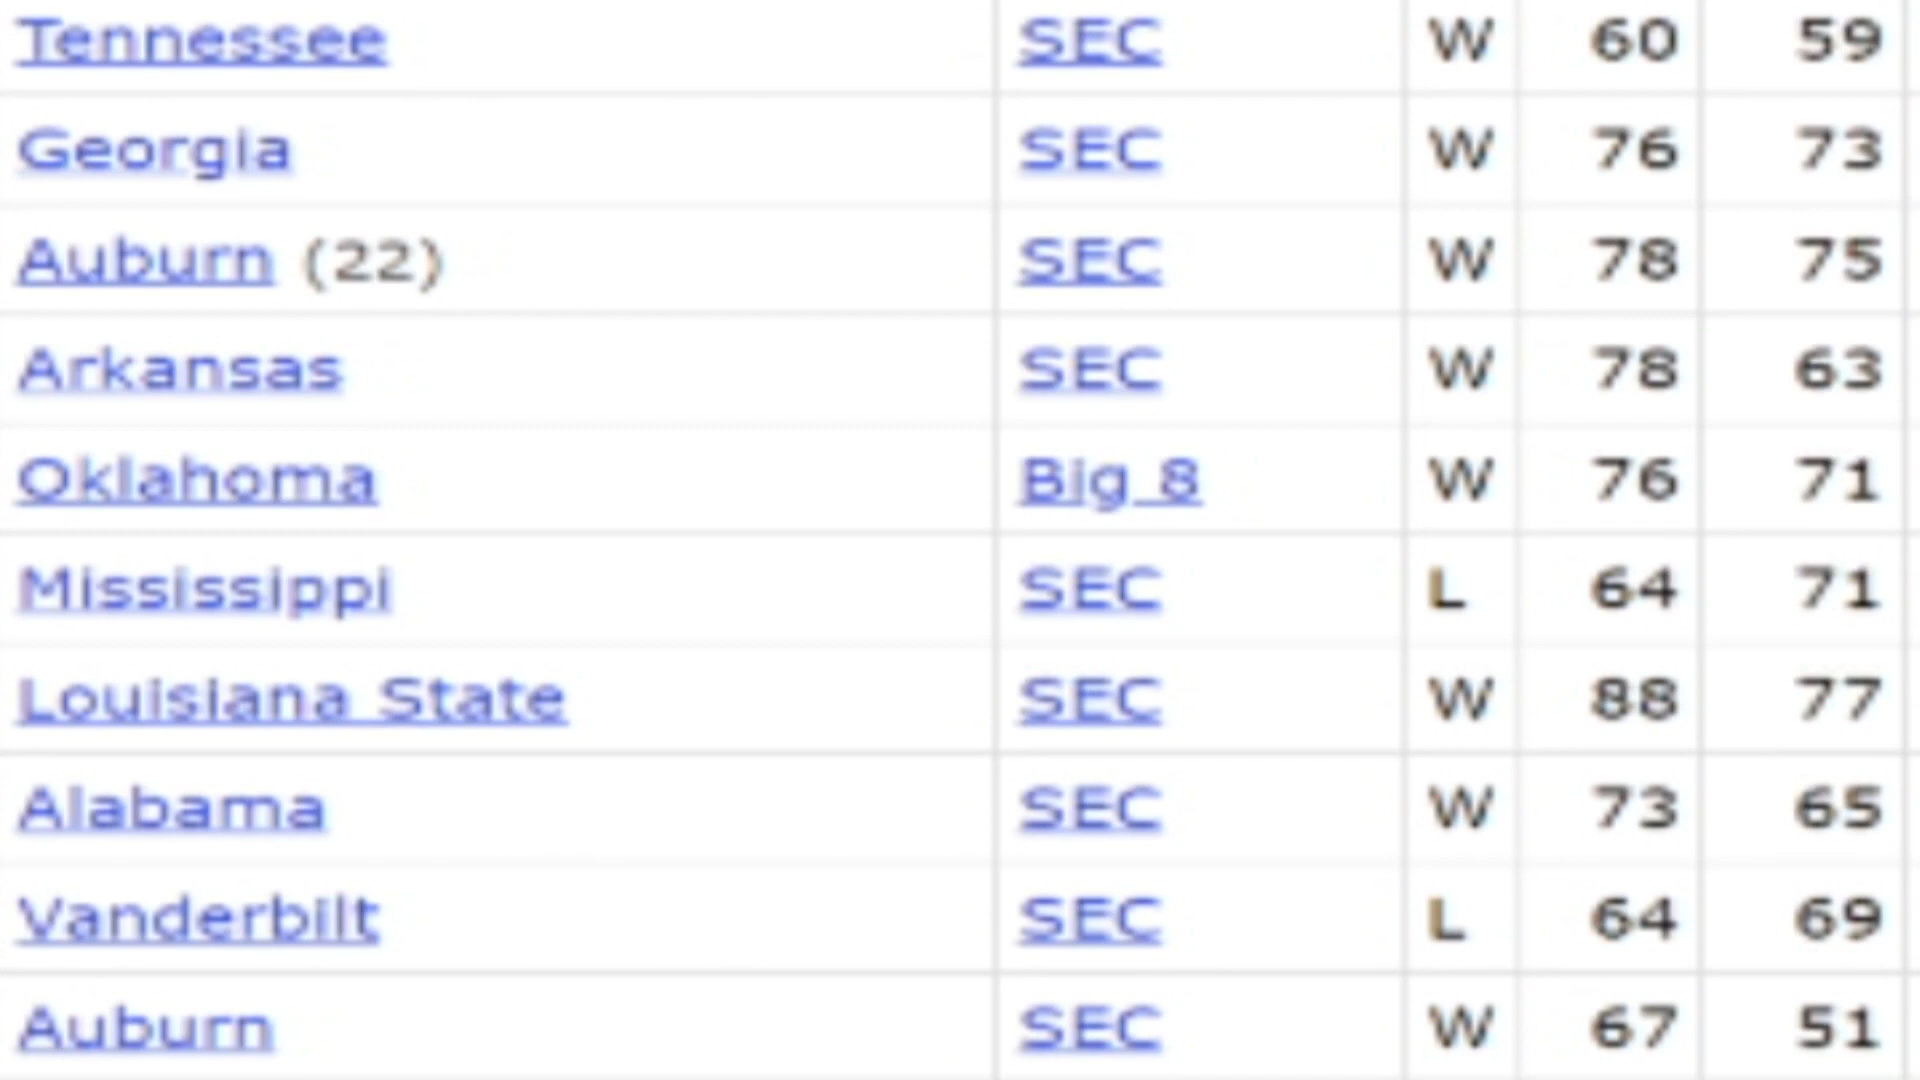 Tennessee SEC W 60 59
Georgia SEC W 76 73
Auburn (22) SEC W 78 75
Arkansas SEC W 78 63
Oklahoma Big 8 W 76 71
Mississippi SEC L 64 71
Louisiana State SEC W 88 77
Alabama SEC W 73 65
Vanderbilt SEC L 64 69
Auburn SEC W 67 51